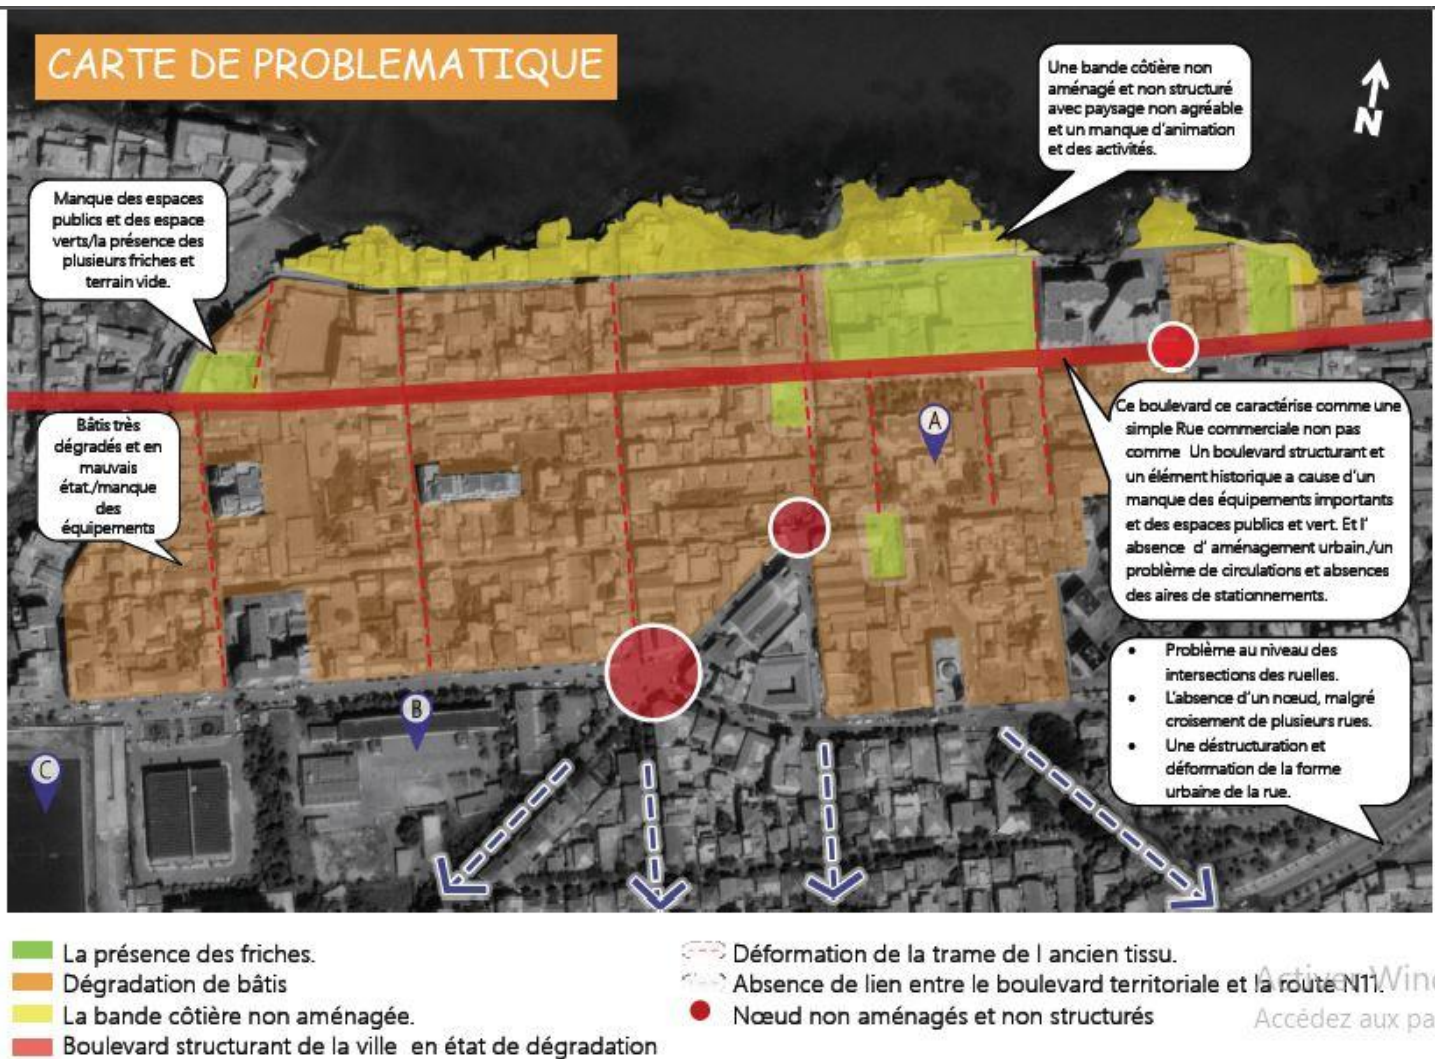 CARTE DE PROBLEMATIQUE
Une bande côtière non
aménagé et non structuré
avec paysage non agréable
et un manque d'animation
et des activités.
N
Manque des espaces
publics et des espace
verts/la présence des
plusieurs friches et
terrain vide.
Bâtis très
dégradés et en
mauvais
état./manque
des
équipements
A
Ce boulevard ce caractérise comme une
simple Rue commerciale non pas
comme Un boulevard structurant et
un élément historique a cause d'un
manque des équipements importants
et des espaces publics et vert. Et l'
absence d' aménagement urbain./un
problème de circulations et absences
des aires de stationnements.
• Problème au niveau des
intersections des ruelles.
• L'absence d'un nœud, malgré
croisement de plusieurs rues.
• Une déstructuration et
déformation de la forme
urbaine de la rue.
B
C
La présence des friches.
Dégradation de bâtis
La bande côtière non aménagée.
Boulevard structurant de la ville en état de dégradation
Déformation de la trame de l ancien tissu.
Absence de lien entre le boulevard territoriale et la route N11.
Nœud non aménagés et non structurés
Activer Wind
Accédez aux pa